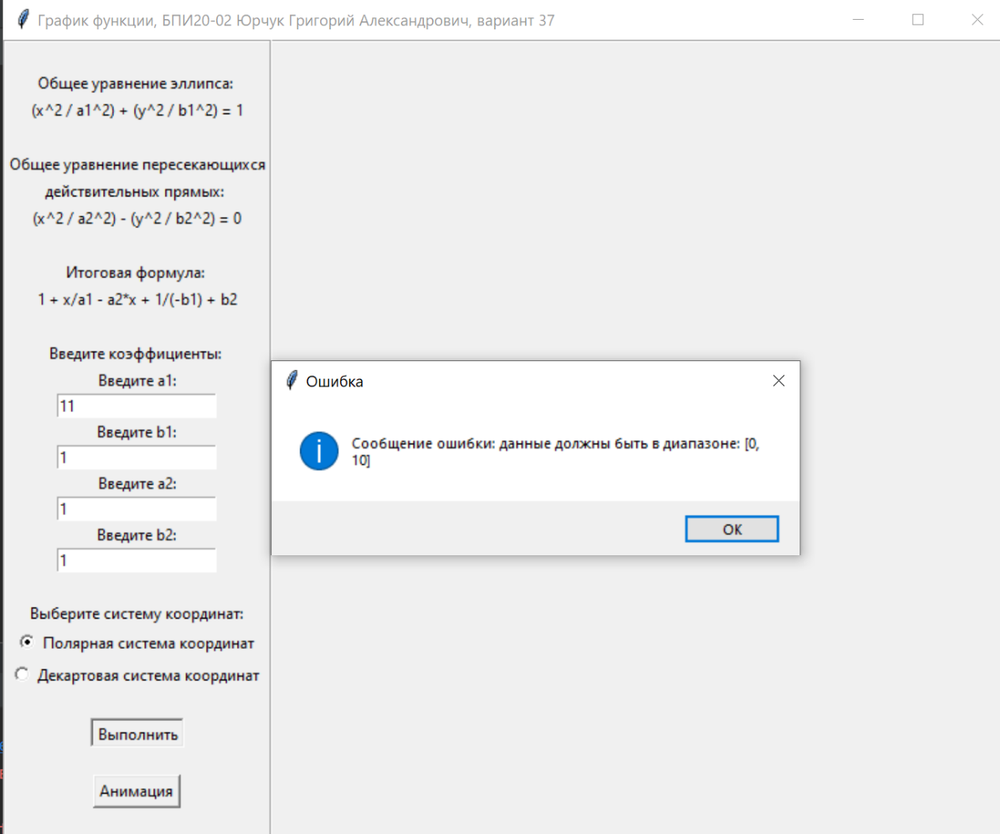 График функции, БПИ20-02 Юрчук Григорий Александрович, вариант 37
Общее уравнение эллипса:
(x^2 / a1^2) + (y^2 / b1^2) = 1
Общее уравнение пересекающихся
действительных прямых:
(x^2 / a2^2) - (y^2 / b2^2) = 0
Итоговая формула:
1 + x/a1 - a2*x + 1/(-b1) + b2
Введите коэффициенты:
Введите a1:
11
Введите b1:
1
Введите a2:
1
Введите b2:
1
Выберите систему координат:
Полярная система координат
Декартовая система координат
Выполнить
Анимация
Ошибка
Сообщение ошибки: данные должны быть в диапазоне: [0,
10]
OK